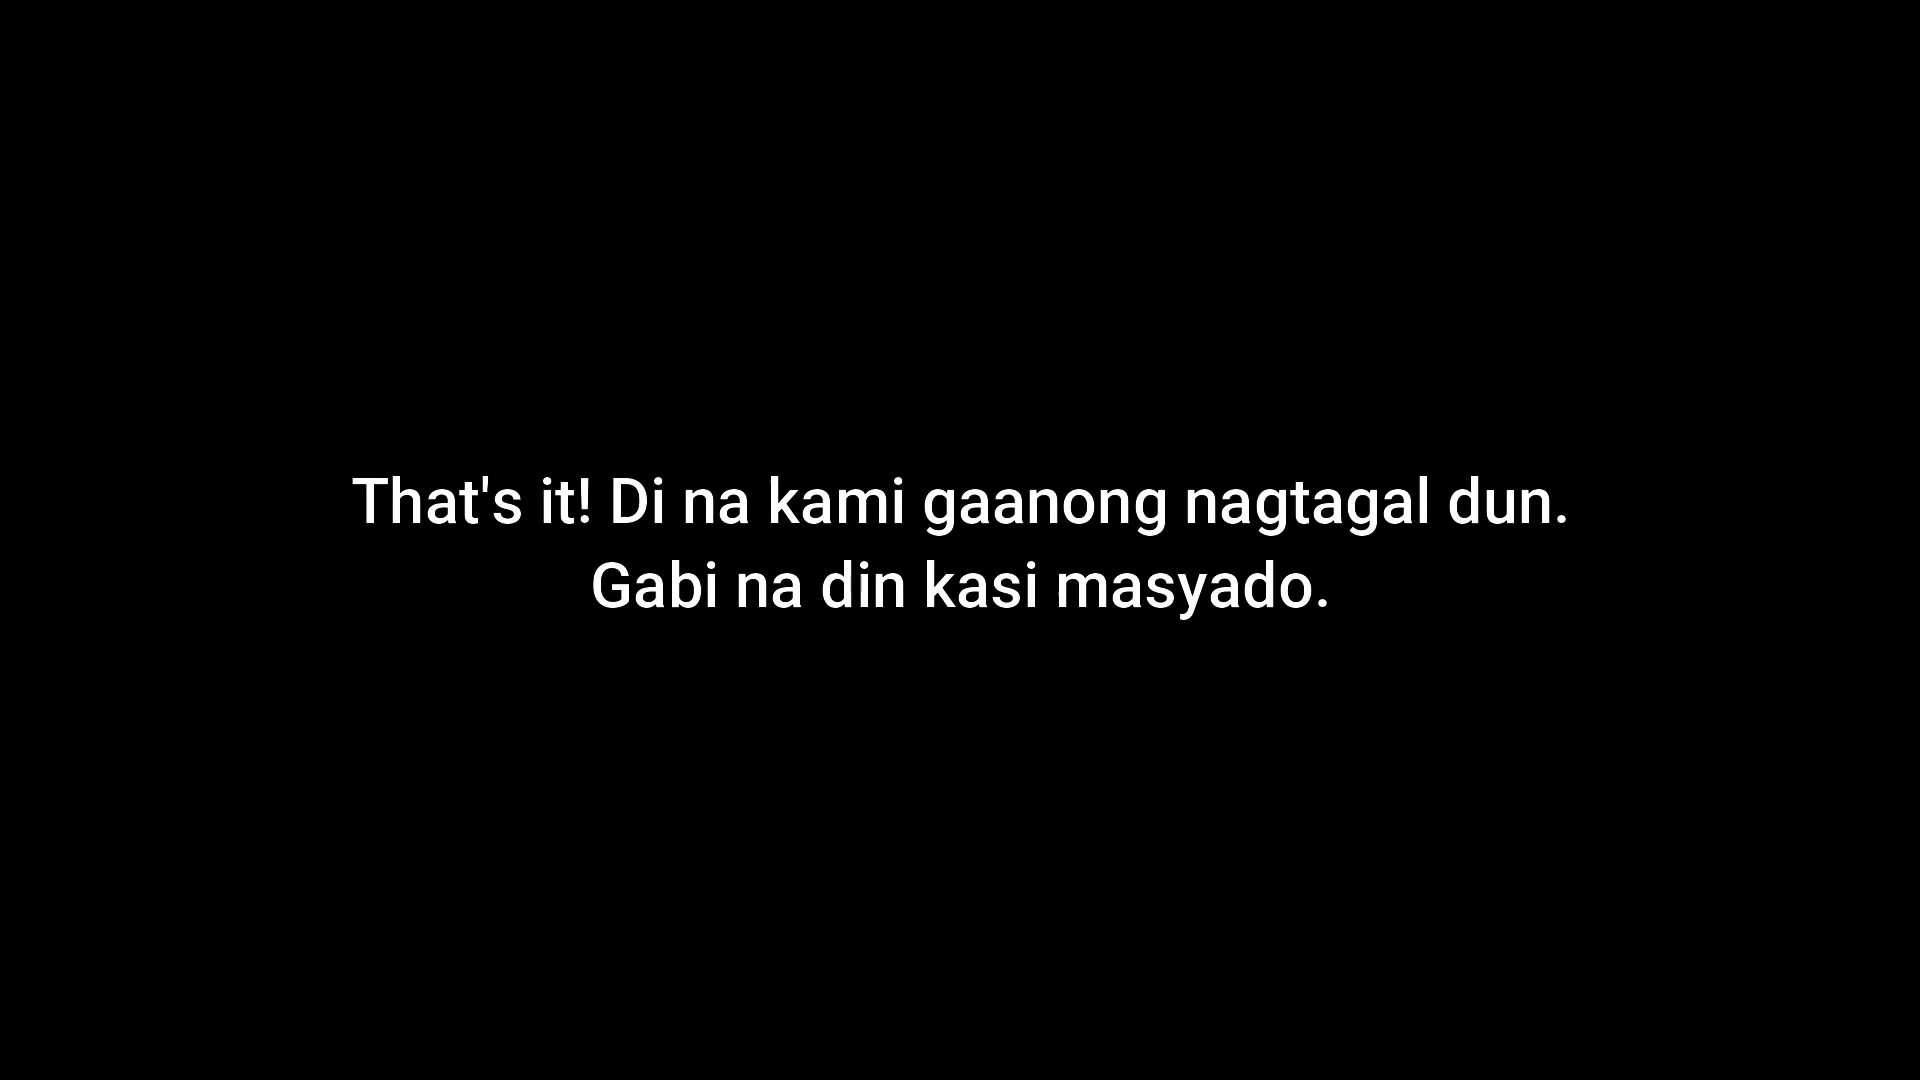 That's it! Di na kami gaanong nagtagal dun.
Gabi na din kasi masyado.